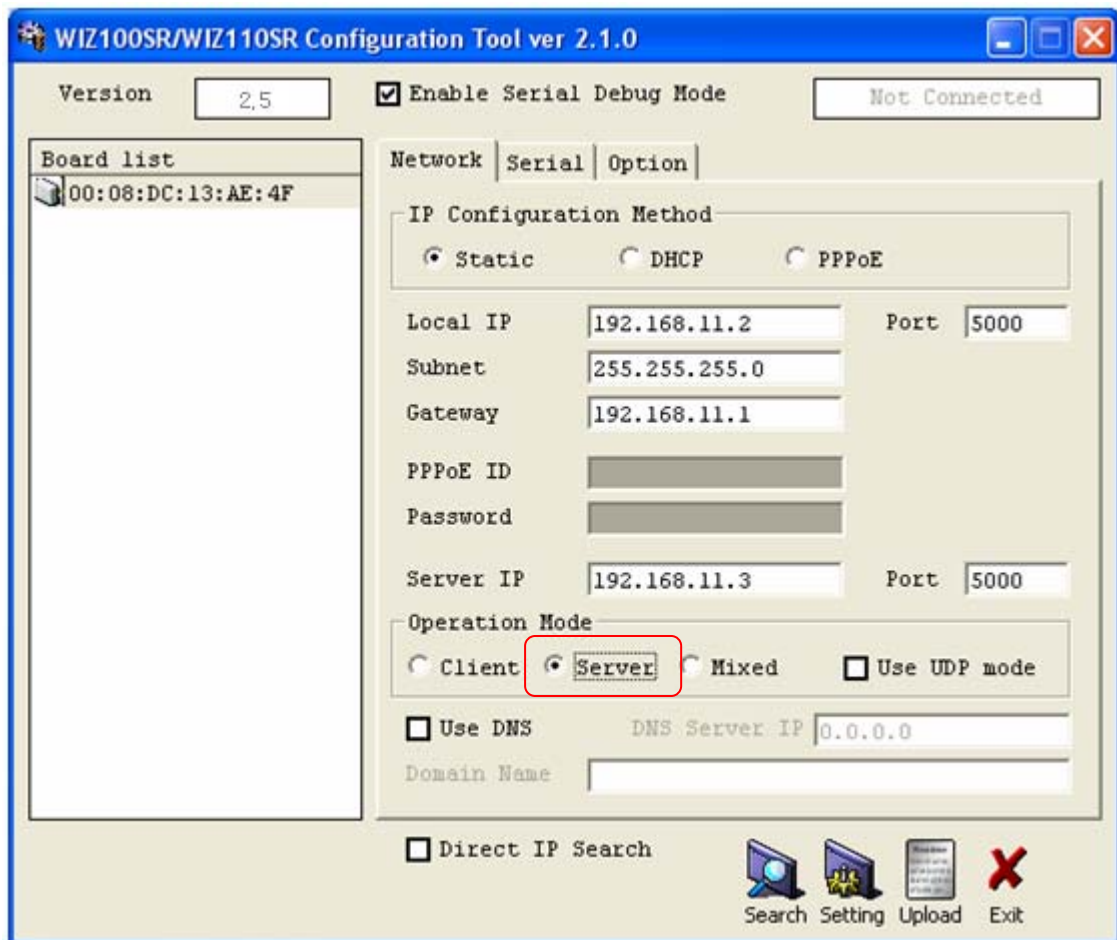 WIZ100SR/WIZ110SR Configuration Tool ver 2.1.0
Version 2,5 Enable Serial Debug Mode Not Connected
Board list
00:08:DC:13:AE:4F
Network Serial Option
IP Configuration Method
Static DHCP PPPoE
Local IP 192.168.11.2 Port 5000
Subnet 255.255.255.0
Gateway 192.168.11.1
PPPoE ID
Password
Server IP 192.168.11.3 Port 5000
Operation Mode
Client Server Mixed Use UDP mode
Use DNS DNS Server IP 0.0.0.0
Domain Name
Direct IP Search
Search Setting Upload Exit